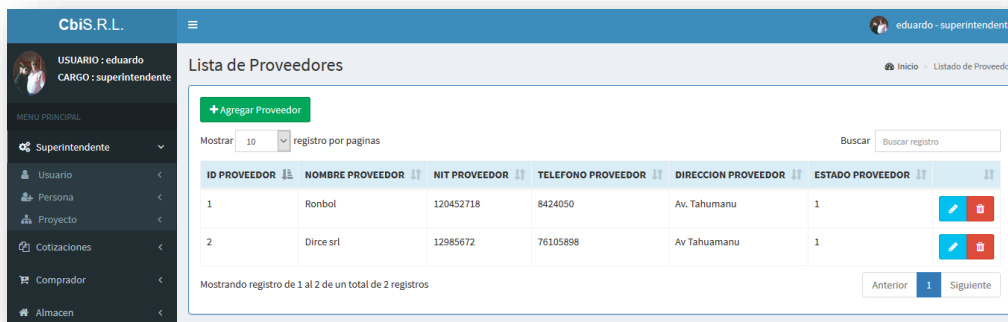 CbiS.R.L.
eduardo - superintendent
USUARIO : eduardo
CARGO : superintendente
Lista de Proveedores
Inicio > Listado de Proveedo
MENU PRINCIPAL
Agregar Proveedor
Mostrar 10 registro por paginas
Buscar Buscar registro
Superintendente
Usuario
Persona
Proyecto
Cotizaciones
Comprador
Almacen
ID PROVEEDOR NOMBRE PROVEEDOR NIT PROVEEDOR TELEFONO PROVEEDOR DIRECCION PROVEEDOR ESTADO PROVEEDOR
1 Ronbol 120452718 8424050 Av. Tahumanu 1
2 Dirce srl 12985672 76105898 Av Tahuamanu 1
Mostrando registro de 1 al 2 de un total de 2 registros
Anterior 1 Siguiente